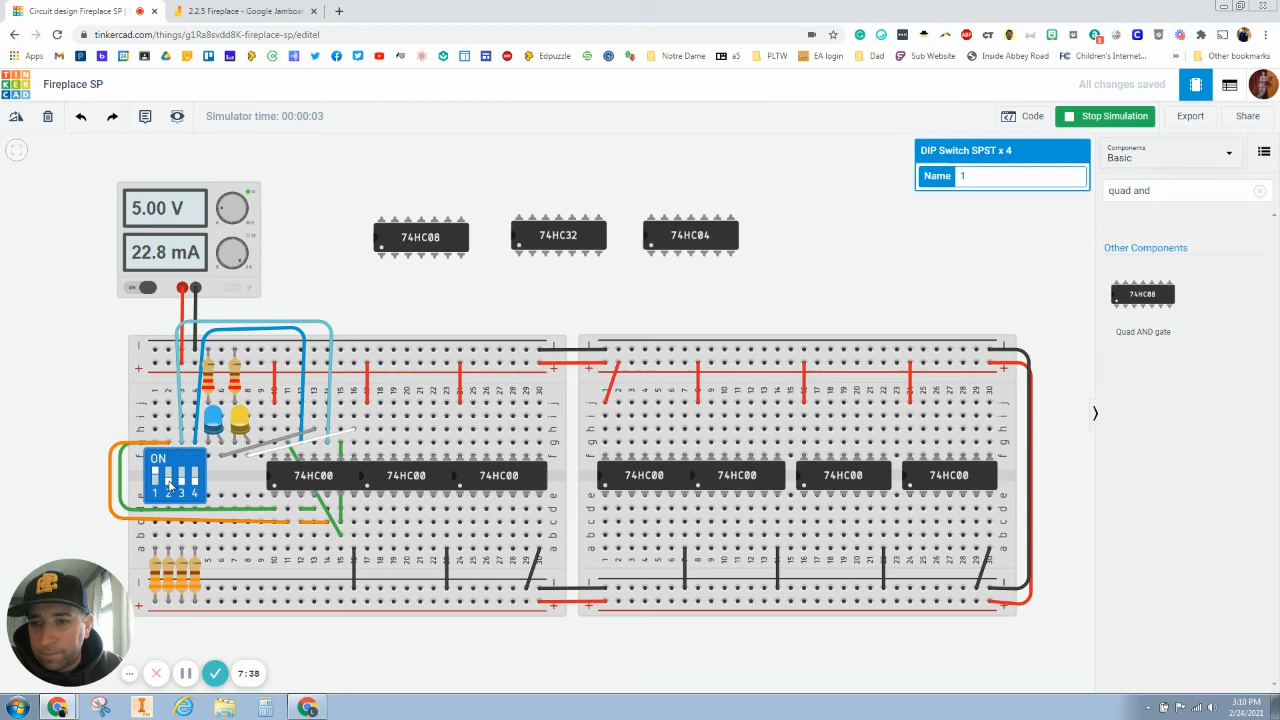 Circuit design Fireplace SP |
2.2.5 Fireplace - Google Jamboard
tinkercad.com/things/g1Ra8svdd8K-fireplace-sp/editel
Apps
Edpuzzle
Notre Dame
a5
PLTW
EA login
Dad
Sub Website
Inside Abbey Road
Children's Internet...
Other bookmarks
TIN
KER
CAD
Fireplace SP
All changes saved
Simulator time: 00:00:03
Code
Stop Simulation
Export
Share
DIP Switch SPST x 4
Name
1
Components
Basic
quad and
Other Components
74HC08
Quad AND gate
5.00 V
22.8 mA
ON
74HC08
74HC32
74HC04
ON
1 2 3 4
74HC00
74HC00
74HC00
74HC00
74HC00
74HC00
74HC00
7:38
3:10 PM
2/24/2021